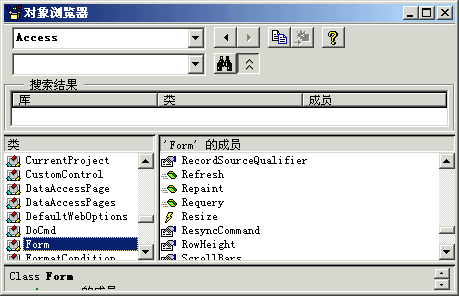 对象浏览器
Access
搜索结果
库 类 成员
类
CurrentProject
CustomControl
DataAccessPage
DataAccessPages
DefaultWebOptions
DoCmd
Form
FormatCondition
'Form' 的成员
RecordSourceQualifier
Refresh
Repaint
Requery
Resize
ResyncCommand
RowHeight
ScrollBars
Class Form
的成员